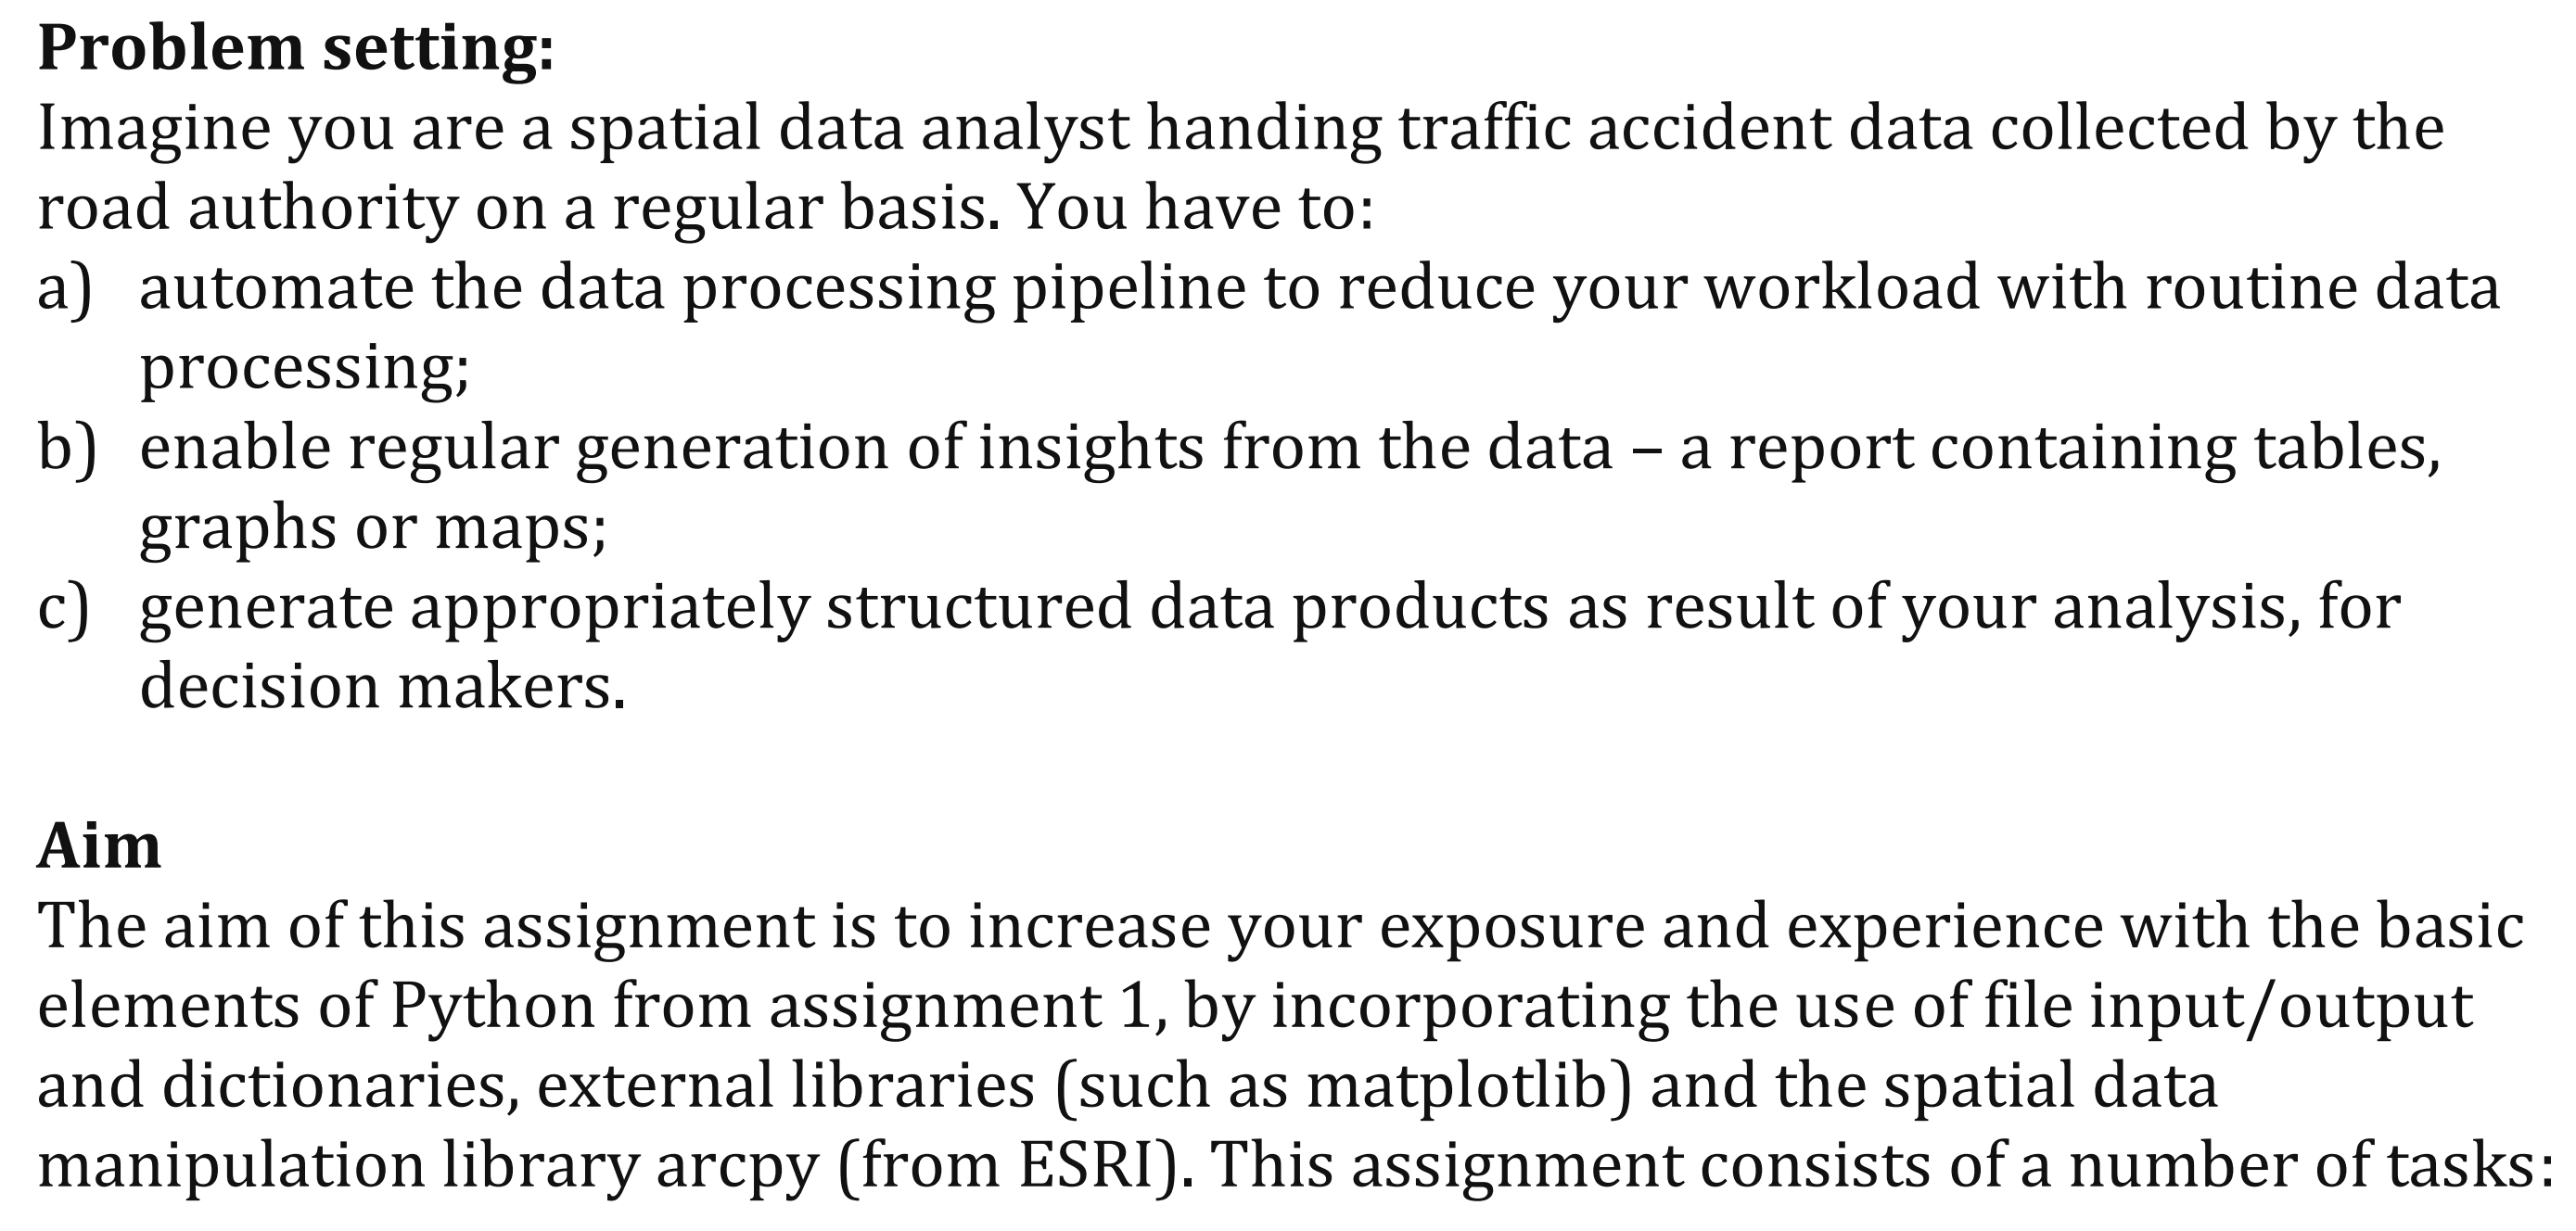 Problem setting:
Imagine you are a spatial data analyst handing traffic accident data collected by the
road authority on a regular basis. You have to:
a) automate the data processing pipeline to reduce your workload with routine data
processing;
b) enable regular generation of insights from the data – a report containing tables,
graphs or maps;
c) generate appropriately structured data products as result of your analysis, for
decision makers.
Aim
The aim of this assignment is to increase your exposure and experience with the basic
elements of Python from assignment 1, by incorporating the use of file input/output
and dictionaries, external libraries (such as matplotlib) and the spatial data
manipulation library arcpy (from ESRI). This assignment consists of a number of tasks: